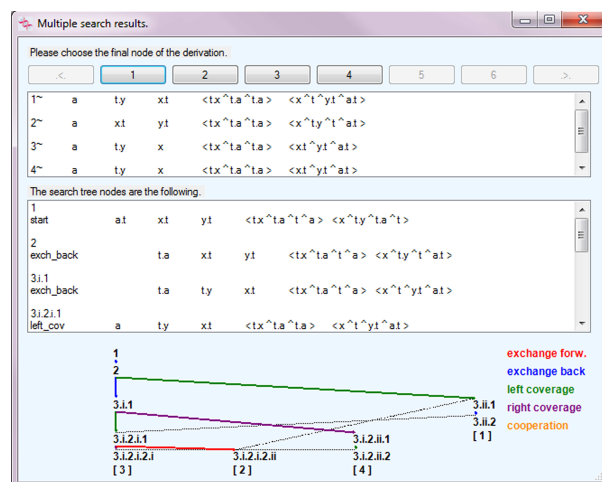 Multiple search results.
Please choose the final node of the derivation.
.<. 1 2 3 4 5 6 .>.
1~ a t.y x.t <t.x^t.a^t.a> <x^t^y.t^a.t>
2~ a x.t y.t <t.x^t.a^t.a> <x^t.y^t^a.t>
3~ a t.y x <t.x^t.a^t.a> <x.t^y.t^a.t>
4~ a t.y x <t.x^t.a^t.a> <x.t^y.t^a.t>
The search tree nodes are the following.
1
start a.t x.t y.t <t.x^t.a^t^a> <x^t.y^t.a^t>
2
exch_back t.a x.t y.t <t.x^t.a^t^a> <x^t.y^t^a.t>
3.i.1
exch_back t.a t.y x.t <t.x^t.a^t^a> <x^t^y.t^a.t>
3.i.2.i.1
left_cov a t.y x.t <t.x^t.a^t.a> <x^t^y.t^a.t>
1 exchange forw.
2 exchange back
left coverage
3.i.1 3.ii.1 right coverage
3.ii.2 cooperation
3.i.2.i.1 3.i.2.ii.1 [ 1 ]
3.i.2.i.2.i 3.i.2.i.2.ii 3.i.2.ii.2
[ 3 ] [ 2 ] [ 4 ]